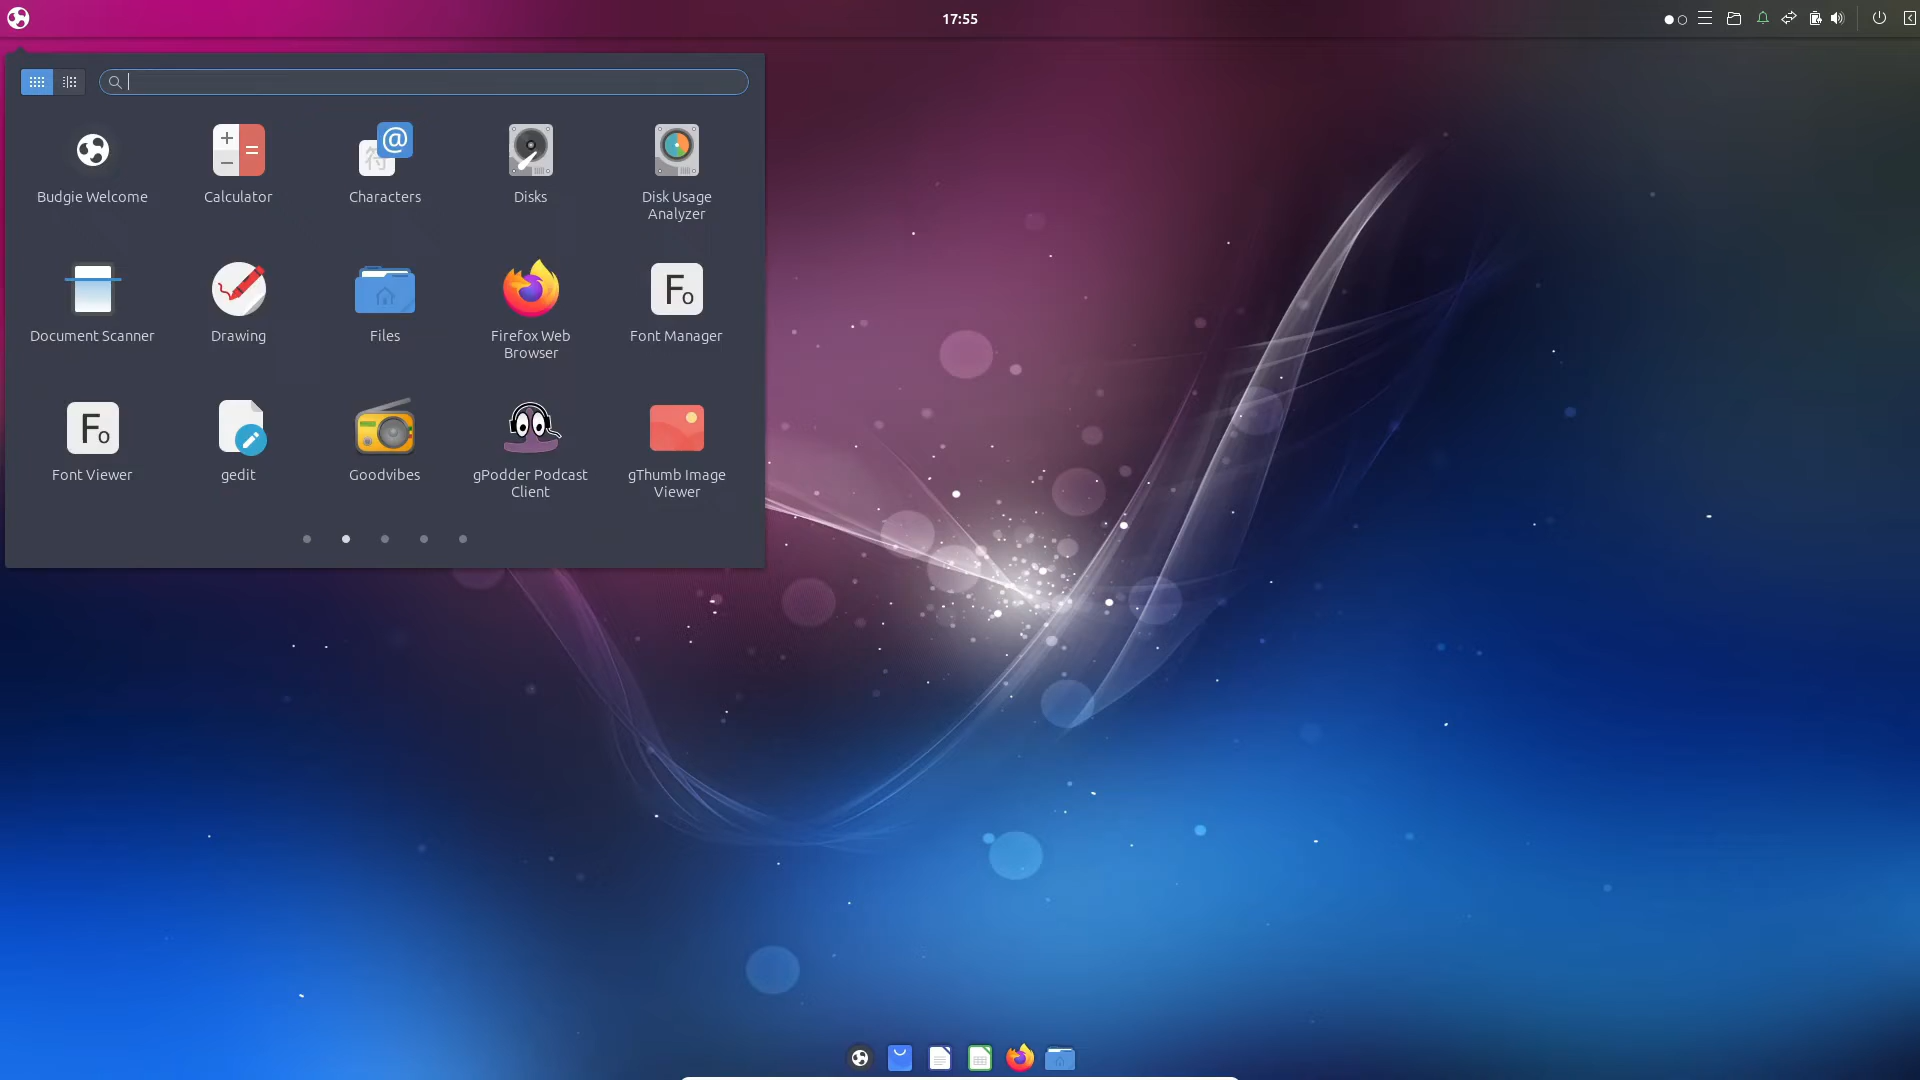 17:55
Budgie Welcome
Calculator
Characters
Disks
Disk Usage
Analyzer
Document Scanner
Drawing
Files
Firefox Web
Browser
Font Manager
Font Viewer
gedit
Goodvibes
gPodder Podcast
Client
gThumb Image
Viewer